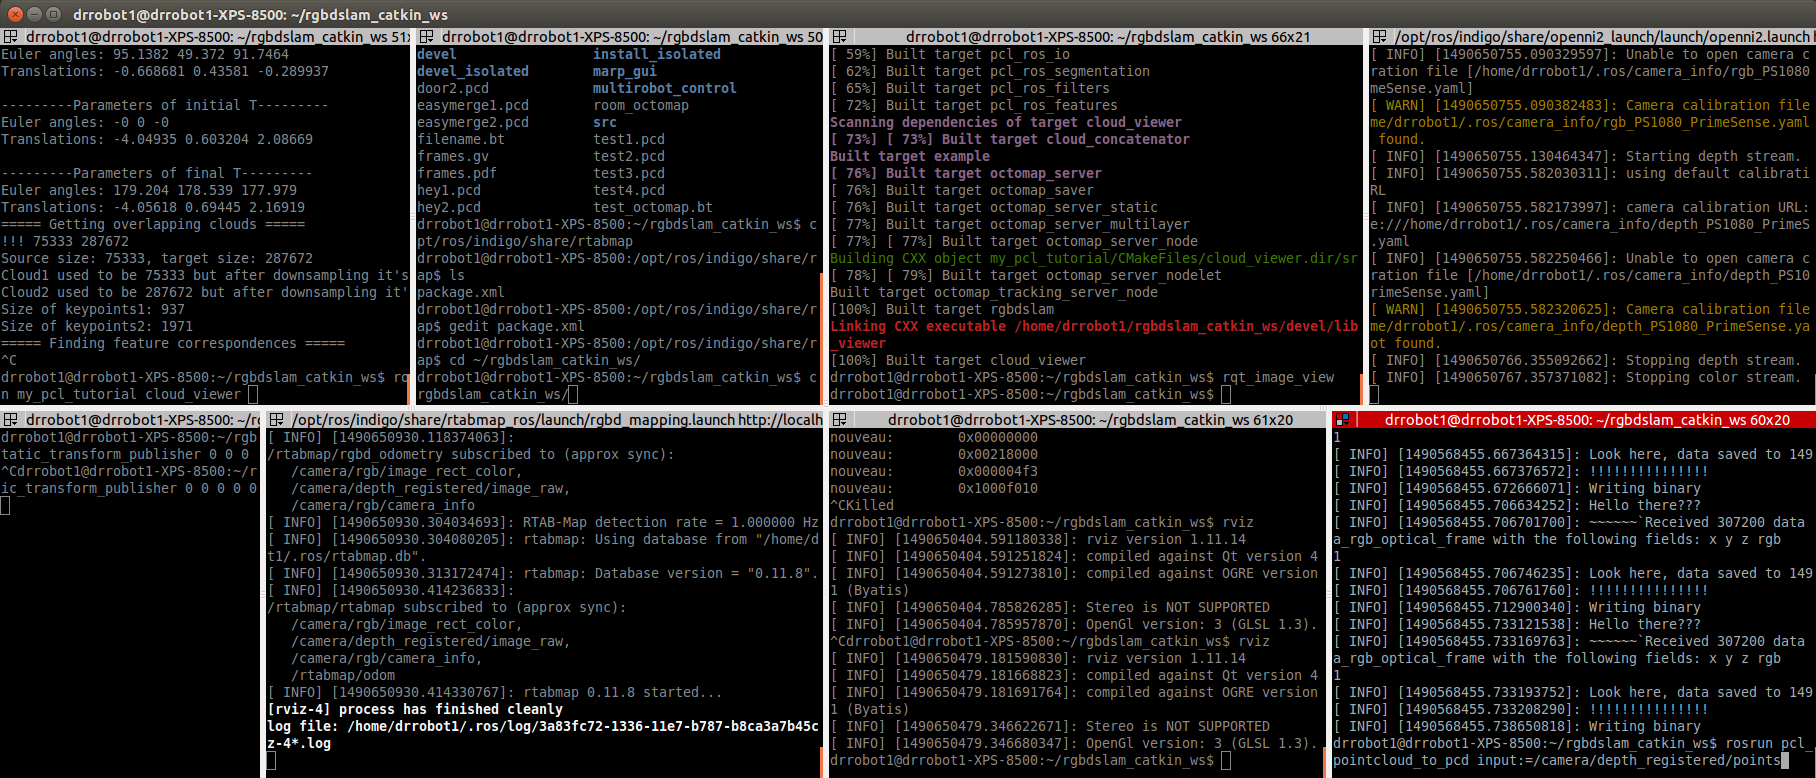 drrobot1@drrobot1-XPS-8500: ~/rgbdslam_catkin_ws
drrobot1@drrobot1-XPS-8500: ~/rgbdslam_catkin_ws 51x
Euler angles: 95.1382 49.372 91.7464
Translations: -0.668681 0.43581 -0.289937
---------Parameters of initial T---------
Euler angles: -0 0 -0
Translations: -4.04935 0.603204 2.08669
---------Parameters of final T---------
Euler angles: 179.204 178.539 177.979
Translations: -4.05618 0.69445 2.16919
===== Getting overlapping clouds =====
!!! 75333 287672
Source size: 75333, target size: 287672
Cloud1 used to be 75333 but after downsampling it's
Cloud2 used to be 287672 but after downsampling it'
Size of keypoints1: 937
Size of keypoints2: 1971
===== Finding feature correspondences =====
^C
drrobot1@drrobot1-XPS-8500:~/rgbdslam_catkin_ws$ ro
n my_pcl_tutorial cloud_viewer
drrobot1@drrobot1-XPS-8500: ~/rgbdslam_catkin_ws 50
devel install_isolated
devel_isolated marp_gui
door2.pcd multirobot_control
easymerge1.pcd room_octomap
easymerge2.pcd src
filename.bt test1.pcd
frames.gv test2.pcd
frames.pdf test3.pcd
hey1.pcd test4.pcd
hey2.pcd test_octomap.bt
drrobot1@drrobot1-XPS-8500:~/rgbdslam_catkin_ws$ c
pt/ros/indigo/share/rtabmap
drrobot1@drrobot1-XPS-8500:/opt/ros/indigo/share/r
ap$ ls
package.xml
drrobot1@drrobot1-XPS-8500:/opt/ros/indigo/share/r
ap$ gedit package.xml
drrobot1@drrobot1-XPS-8500:/opt/ros/indigo/share/r
ap$ cd ~/rgbdslam_catkin_ws/
drrobot1@drrobot1-XPS-8500:~/rgbdslam_catkin_ws$ c
rgbdslam_catkin_ws/
drrobot1@drrobot1-XPS-8500: ~/rgbdslam_catkin_ws 66x21
[ 59%] Built target pcl_ros_io
[ 62%] Built target pcl_ros_segmentation
[ 65%] Built target pcl_ros_filters
[ 72%] Built target pcl_ros_features
Scanning dependencies of target cloud_viewer
[ 73%] [ 73%] Built target cloud_concatenator
Built target example
[ 76%] Built target octomap_server
[ 76%] Built target octomap_saver
[ 76%] Built target octomap_server_static
[ 77%] Built target octomap_server_multilayer
[ 77%] [ 77%] Built target octomap_server_node
Building CXX object my_pcl_tutorial/CMakeFiles/cloud_viewer.dir/sr
[ 78%] [ 79%] Built target octomap_server_nodelet
Built target octomap_tracking_server_node
[100%] Built target rgbdslam
Linking CXX executable /home/drrobot1/rgbdslam_catkin_ws/devel/lib
_viewer
[100%] Built target cloud_viewer
drrobot1@drrobot1-XPS-8500:~/rgbdslam_catkin_ws$ rqt_image_view
drrobot1@drrobot1-XPS-8500:~/rgbdslam_catkin_ws$
/opt/ros/indigo/share/openni2_launch/launch/openni2.launch h
[ INFO] [1490650755.090329597]: Unable to open camera c
ration file [/home/drrobot1/.ros/camera_info/rgb_PS1080
meSense.yaml]
[ WARN] [1490650755.090382483]: Camera calibration file
me/drrobot1/.ros/camera_info/rgb_PS1080_PrimeSense.yaml
found.
[ INFO] [1490650755.130464347]: Starting depth stream.
[ INFO] [1490650755.582030311]: using default calibrati
RL
[ INFO] [1490650755.582173997]: camera calibration URL:
e:///home/drrobot1/.ros/camera_info/depth_PS1080_PrimeS
.yaml
[ INFO] [1490650755.582250466]: Unable to open camera c
ration file [/home/drrobot1/.ros/camera_info/depth_PS10
rimeSense.yaml]
[ WARN] [1490650755.582320625]: Camera calibration file
me/drrobot1/.ros/camera_info/depth_PS1080_PrimeSense.ya
ot found.
[ INFO] [1490650766.355092662]: Stopping depth stream.
[ INFO] [1490650767.357371082]: Stopping color stream.
drrobot1@drrobot1-XPS-8500: ~/rc
drrobot1@drrobot1-XPS-8500:~/rgb
tatic_transform_publisher 0 0 0
^Cdrrobot1@drrobot1-XPS-8500:~/r
ic_transform_publisher 0 0 0 0 0
/opt/ros/indigo/share/rtabmap_ros/launch/rgbd_mapping.launch http://localh
[ INFO] [1490650930.118374063]:
/rtabmap/rgbd_odometry subscribed to (approx sync):
/camera/rgb/image_rect_color,
/camera/depth_registered/image_raw,
/camera/rgb/camera_info
[ INFO] [1490650930.304034693]: RTAB-Map detection rate = 1.000000 Hz
[ INFO] [1490650930.304080205]: rtabmap: Using database from "/home/d
t1/.ros/rtabmap.db".
[ INFO] [1490650930.313172474]: rtabmap: Database version = "0.11.8".
[ INFO] [1490650930.414236833]:
/rtabmap/rtabmap subscribed to (approx sync):
/camera/rgb/image_rect_color,
/camera/depth_registered/image_raw,
/camera/rgb/camera_info,
/rtabmap/odom
[ INFO] [1490650930.414330767]: rtabmap 0.11.8 started...
[rviz-4] process has finished cleanly
log file: /home/drrobot1/.ros/log/3a83fc72-1336-11e7-b787-b8ca3a7b45c
z-4*.log
drrobot1@drrobot1-XPS-8500: ~/rgbdslam_catkin_ws 61x20
nouveau: 0x00000000
nouveau: 0x00218000
nouveau: 0x000004f3
nouveau: 0x1000f010
^CKilled
drrobot1@drrobot1-XPS-8500:~/rgbdslam_catkin_ws$ rviz
[ INFO] [1490650404.591180338]: rviz version 1.11.14
[ INFO] [1490650404.591251824]: compiled against Qt version 4
[ INFO] [1490650404.591273810]: compiled against OGRE version
1 (Byatis)
[ INFO] [1490650404.785826285]: Stereo is NOT SUPPORTED
[ INFO] [1490650404.785957870]: OpenGl version: 3 (GLSL 1.3).
^Cdrrobot1@drrobot1-XPS-8500:~/rgbdslam_catkin_ws$ rviz
[ INFO] [1490650479.181590830]: rviz version 1.11.14
[ INFO] [1490650479.181668823]: compiled against Qt version 4
[ INFO] [1490650479.181691764]: compiled against OGRE version
1 (Byatis)
[ INFO] [1490650479.346622671]: Stereo is NOT SUPPORTED
[ INFO] [1490650479.346680347]: OpenGl version: 3 (GLSL 1.3).
drrobot1@drrobot1-XPS-8500:~/rgbdslam_catkin_ws$
drrobot1@drrobot1-XPS-8500: ~/rgbdslam_catkin_ws 60x20
1
[ INFO] [1490568455.667364315]: Look here, data saved to 149
[ INFO] [1490568455.667376572]: !!!!!!!!!!!!!!!
[ INFO] [1490568455.672666071]: Writing binary
[ INFO] [1490568455.706634252]: Hello there???
[ INFO] [1490568455.706701700]: ~~~~~~`Received 307200 data
a_rgb_optical_frame with the following fields: x y z rgb
1
[ INFO] [1490568455.706746235]: Look here, data saved to 149
[ INFO] [1490568455.706761760]: !!!!!!!!!!!!!!!
[ INFO] [1490568455.712900340]: Writing binary
[ INFO] [1490568455.733121538]: Hello there???
[ INFO] [1490568455.733169763]: ~~~~~~`Received 307200 data
a_rgb_optical_frame with the following fields: x y z rgb
1
[ INFO] [1490568455.733193752]: Look here, data saved to 149
[ INFO] [1490568455.733208290]: !!!!!!!!!!!!!!!
[ INFO] [1490568455.738650818]: Writing binary
drrobot1@drrobot1-XPS-8500:~/rgbdslam_catkin_ws$ rosrun pcl_
pointcloud_to_pcd input:=/camera/depth_registered/points